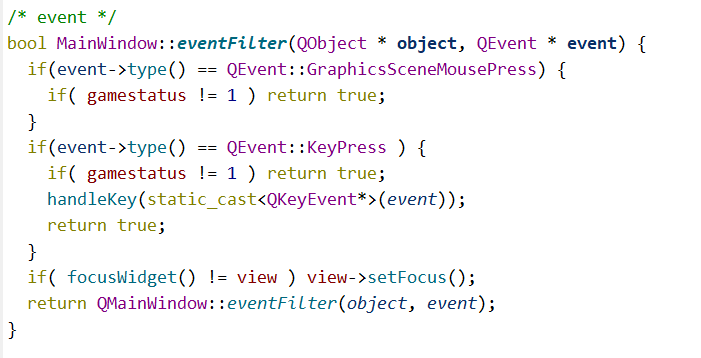 /* event */
bool MainWindow::eventFilter(QObject * object, QEvent * event) {
  if(event->type() == QEvent::GraphicsSceneMousePress) {
    if( gamestatus != 1 ) return true;
  }
  if(event->type() == QEvent::KeyPress ) {
    if( gamestatus != 1 ) return true;
    handleKey(static_cast<QKeyEvent*>(event));
    return true;
  }
  if( focusWidget() != view ) view->setFocus();
  return QMainWindow::eventFilter(object, event);
}